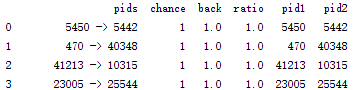 pids chance back ratio pid1 pid2
0 5450 -> 5442 1 1.0 1.0 5450 5442
1 470 -> 40348 1 1.0 1.0 470 40348
2 41213 -> 10315 1 1.0 1.0 41213 10315
3 23005 -> 25544 1 1.0 1.0 23005 25544